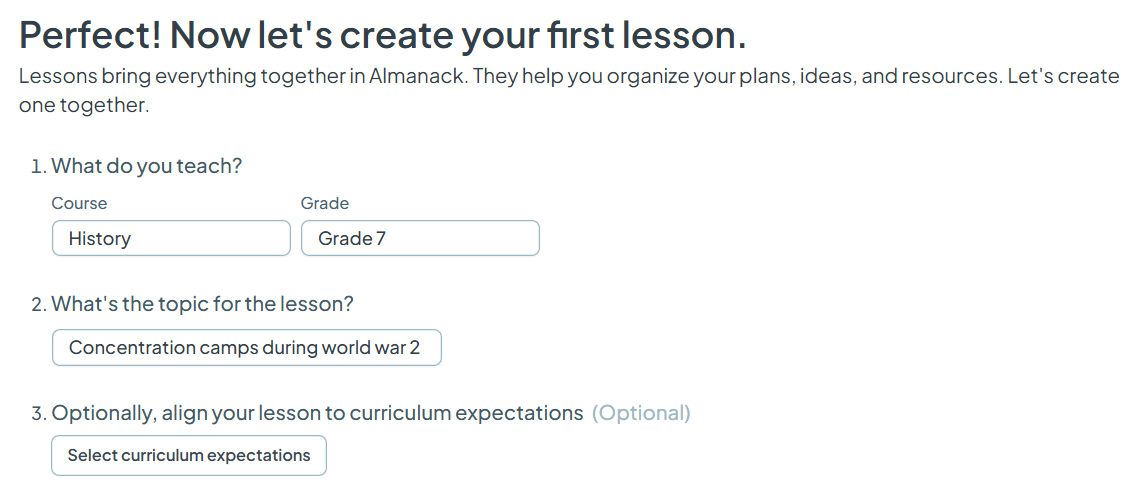 Perfect! Now let's create your first lesson.
Lessons bring everything together in Almanack. They help you organize your plans, ideas, and resources. Let's create
one together.
1. What do you teach?
Course Grade
History Grade 7
2. What's the topic for the lesson?
Concentration camps during world war 2
3. Optionally, align your lesson to curriculum expectations (Optional)
Select curriculum expectations